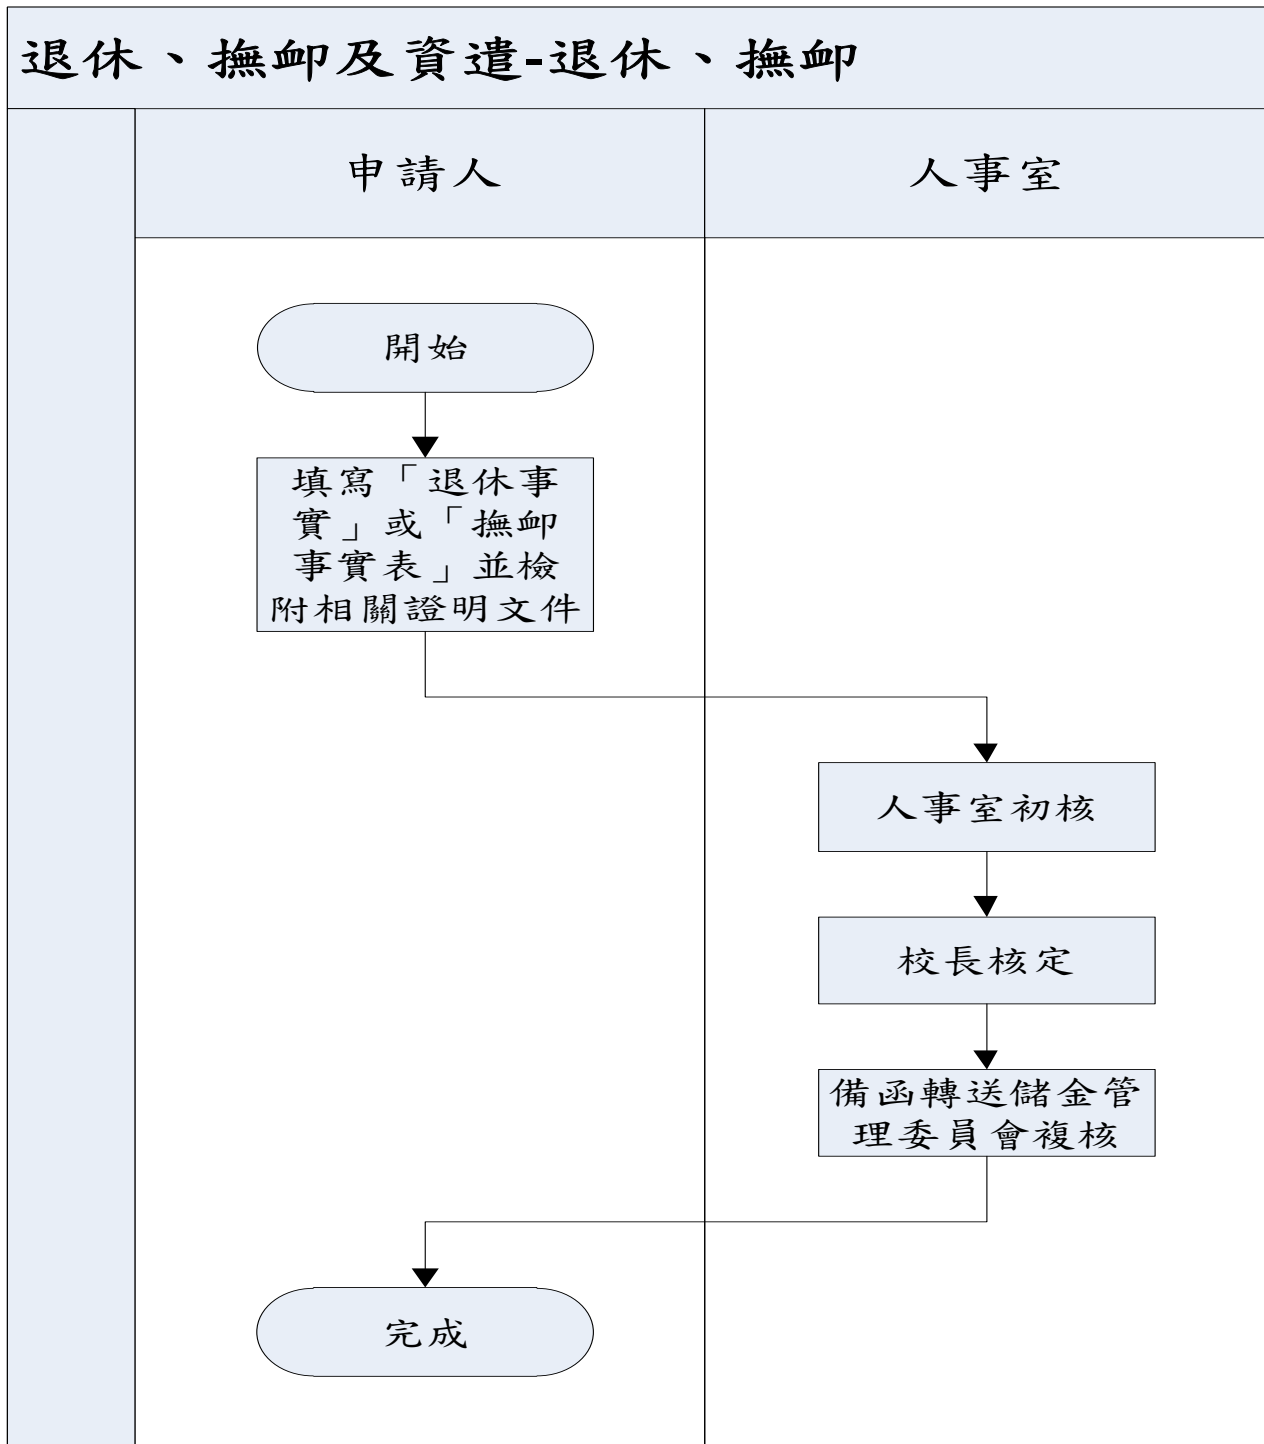 退休、撫卹及資遣-退休、撫卹
申請人
人事室
開始
填寫「退休事
實」或「撫卹
事實表」並檢
附相關證明文件
人事室初核
校長核定
備函轉送儲金管
理委員會複核
完成